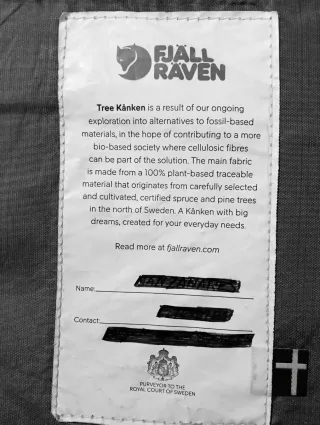 FJÄLL
RÄVEN
Tree Kånken is a result of our ongoing
exploration into alternatives to fossil-based
materials, in the hope of contributing to a more
bio-based society where cellulosic fibres
can be part of the solution. The main fabric
is made from a 100% plant-based traceable
material that originates from carefully selected
and cultivated, certified spruce and pine trees
in the north of Sweden. A Kånken with big
dreams, created for your everyday needs
Read more at fjallraven.com
Name:
Contact:
PURVEYOR TO THE
ROYAL COURT OF SWEDEN